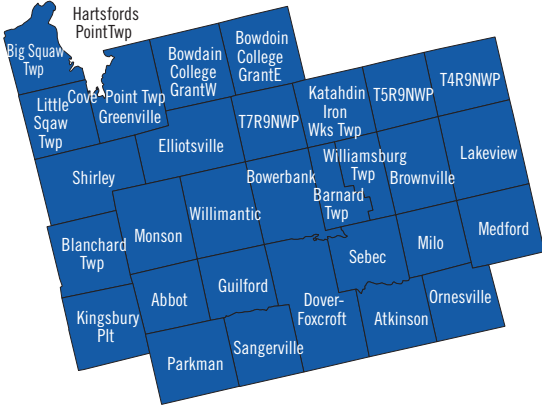 Hartsfords
PointTwp
Big Squaw
Twp
Bowdain
College
GrantW
Bowdoin
College
GrantE
Little
Sqaw
Twp
Cove Point Twp
Greenville
Katahdin
Iron
Wks Twp
T5R9NWP
T4R9NWP
T7R9NWP
Elliotsville
Shirley
Bowerbank
Williamsburg
Twp
Barnard
Twp
Brownville
Lakeview
Willimantic
Monson
Blanchard
Twp
Sebec
Milo
Medford
Abbot
Guilford
Dover-
Foxcroft
Atkinson
Ornesville
Kingsbury
Plt
Parkman
Sangerville